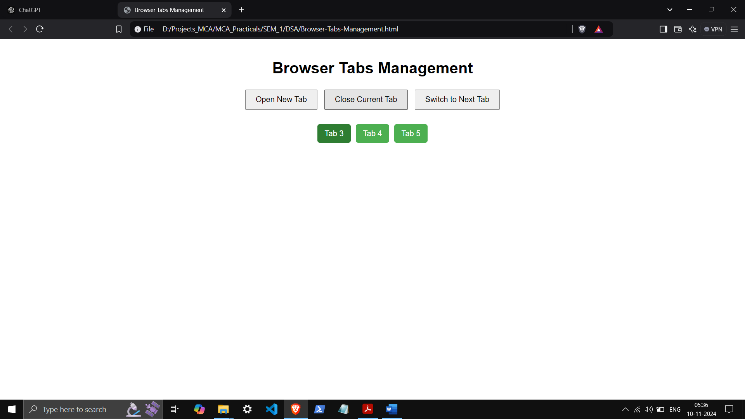 ChatGPT
Browser Tabs Management
File D:/Projects_MCA/MCA_Practicals/SEM_1/DSA/Browser-Tabs-Management.html
VPN
Browser Tabs Management
Open New Tab Close Current Tab Switch to Next Tab
Tab 3 Tab 4 Tab 5
Type here to search
ENG
05:36
10-11-2024